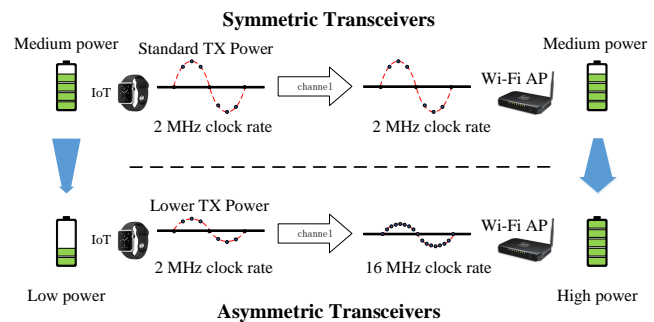 Symmetric Transceivers
Medium power
Standard TX Power
Medium power
IoT
channel
Wi-Fi AP
2 MHz clock rate
2 MHz clock rate
Lower TX Power
IoT
channel
Wi-Fi AP
2 MHz clock rate
16 MHz clock rate
Low power
High power
Asymmetric Transceivers